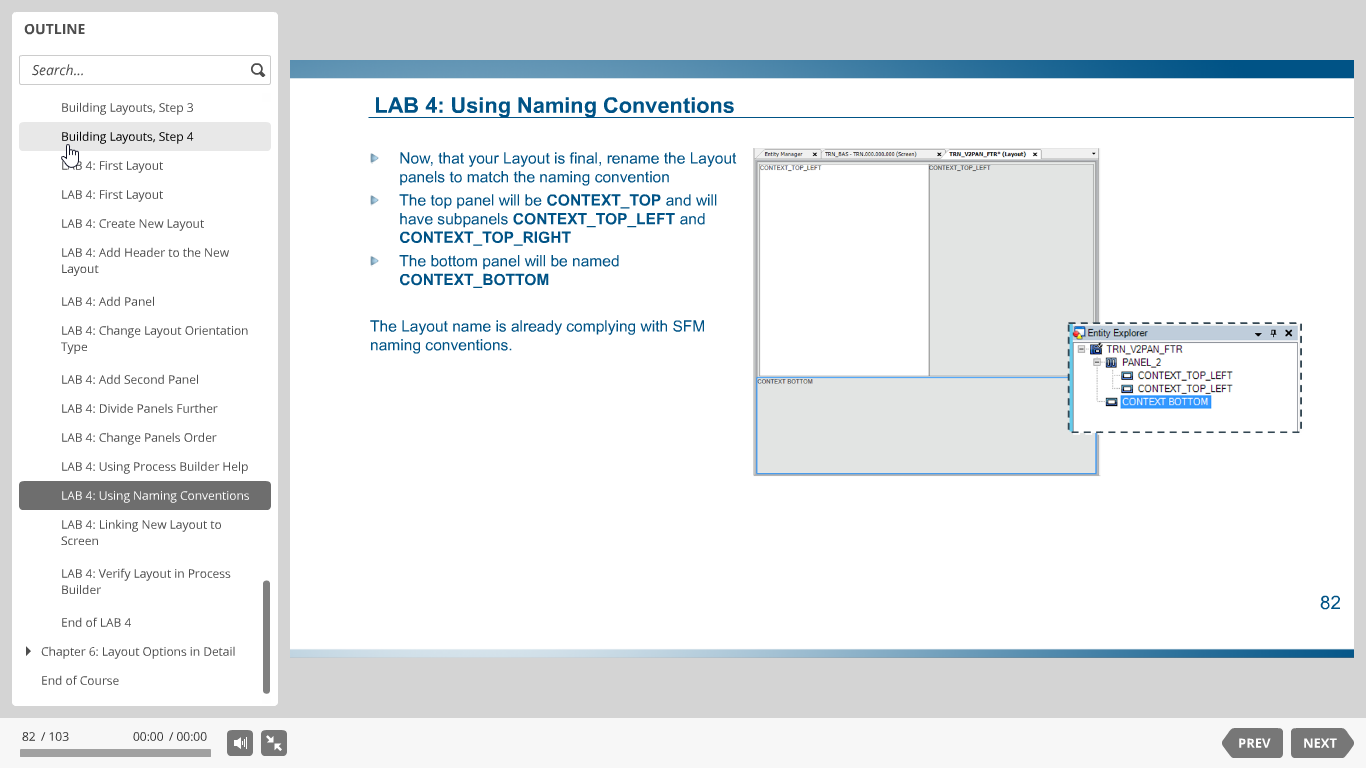 OUTLINE
Search...
Building Layouts, Step 3
Building Layouts, Step 4
LAB 4: First Layout
LAB 4: First Layout
LAB 4: Create New Layout
LAB 4: Add Header to the New
Layout
LAB 4: Add Panel
LAB 4: Change Layout Orientation
Type
LAB 4: Add Second Panel
LAB 4: Divide Panels Further
LAB 4: Change Panels Order
LAB 4: Using Process Builder Help
LAB 4: Using Naming Conventions
LAB 4: Linking New Layout to
Screen
LAB 4: Verify Layout in Process
Builder
End of LAB 4
Chapter 6: Layout Options in Detail
End of Course
LAB 4: Using Naming Conventions
Now, that your Layout is final, rename the Layout
panels to match the naming convention
The top panel will be CONTEXT_TOP and will
have subpanels CONTEXT_TOP_LEFT and
CONTEXT_TOP_RIGHT
The bottom panel will be named
CONTEXT_BOTTOM
The Layout name is already complying with SFM
naming conventions.
Entity Manager TRN_BAS - TRN.000.000.000 (Screen) TRN_V2PAN_FTR* (Layout)
CONTEXT_TOP_LEFT CONTEXT_TOP_LEFT
CONTEXT BOTTOM
Entity Explorer
TRN_V2PAN_FTR
PANEL_2
CONTEXT_TOP_LEFT
CONTEXT_TOP_LEFT
CONTEXT BOTTOM
82
82 / 103 00:00 / 00:00
PREV NEXT